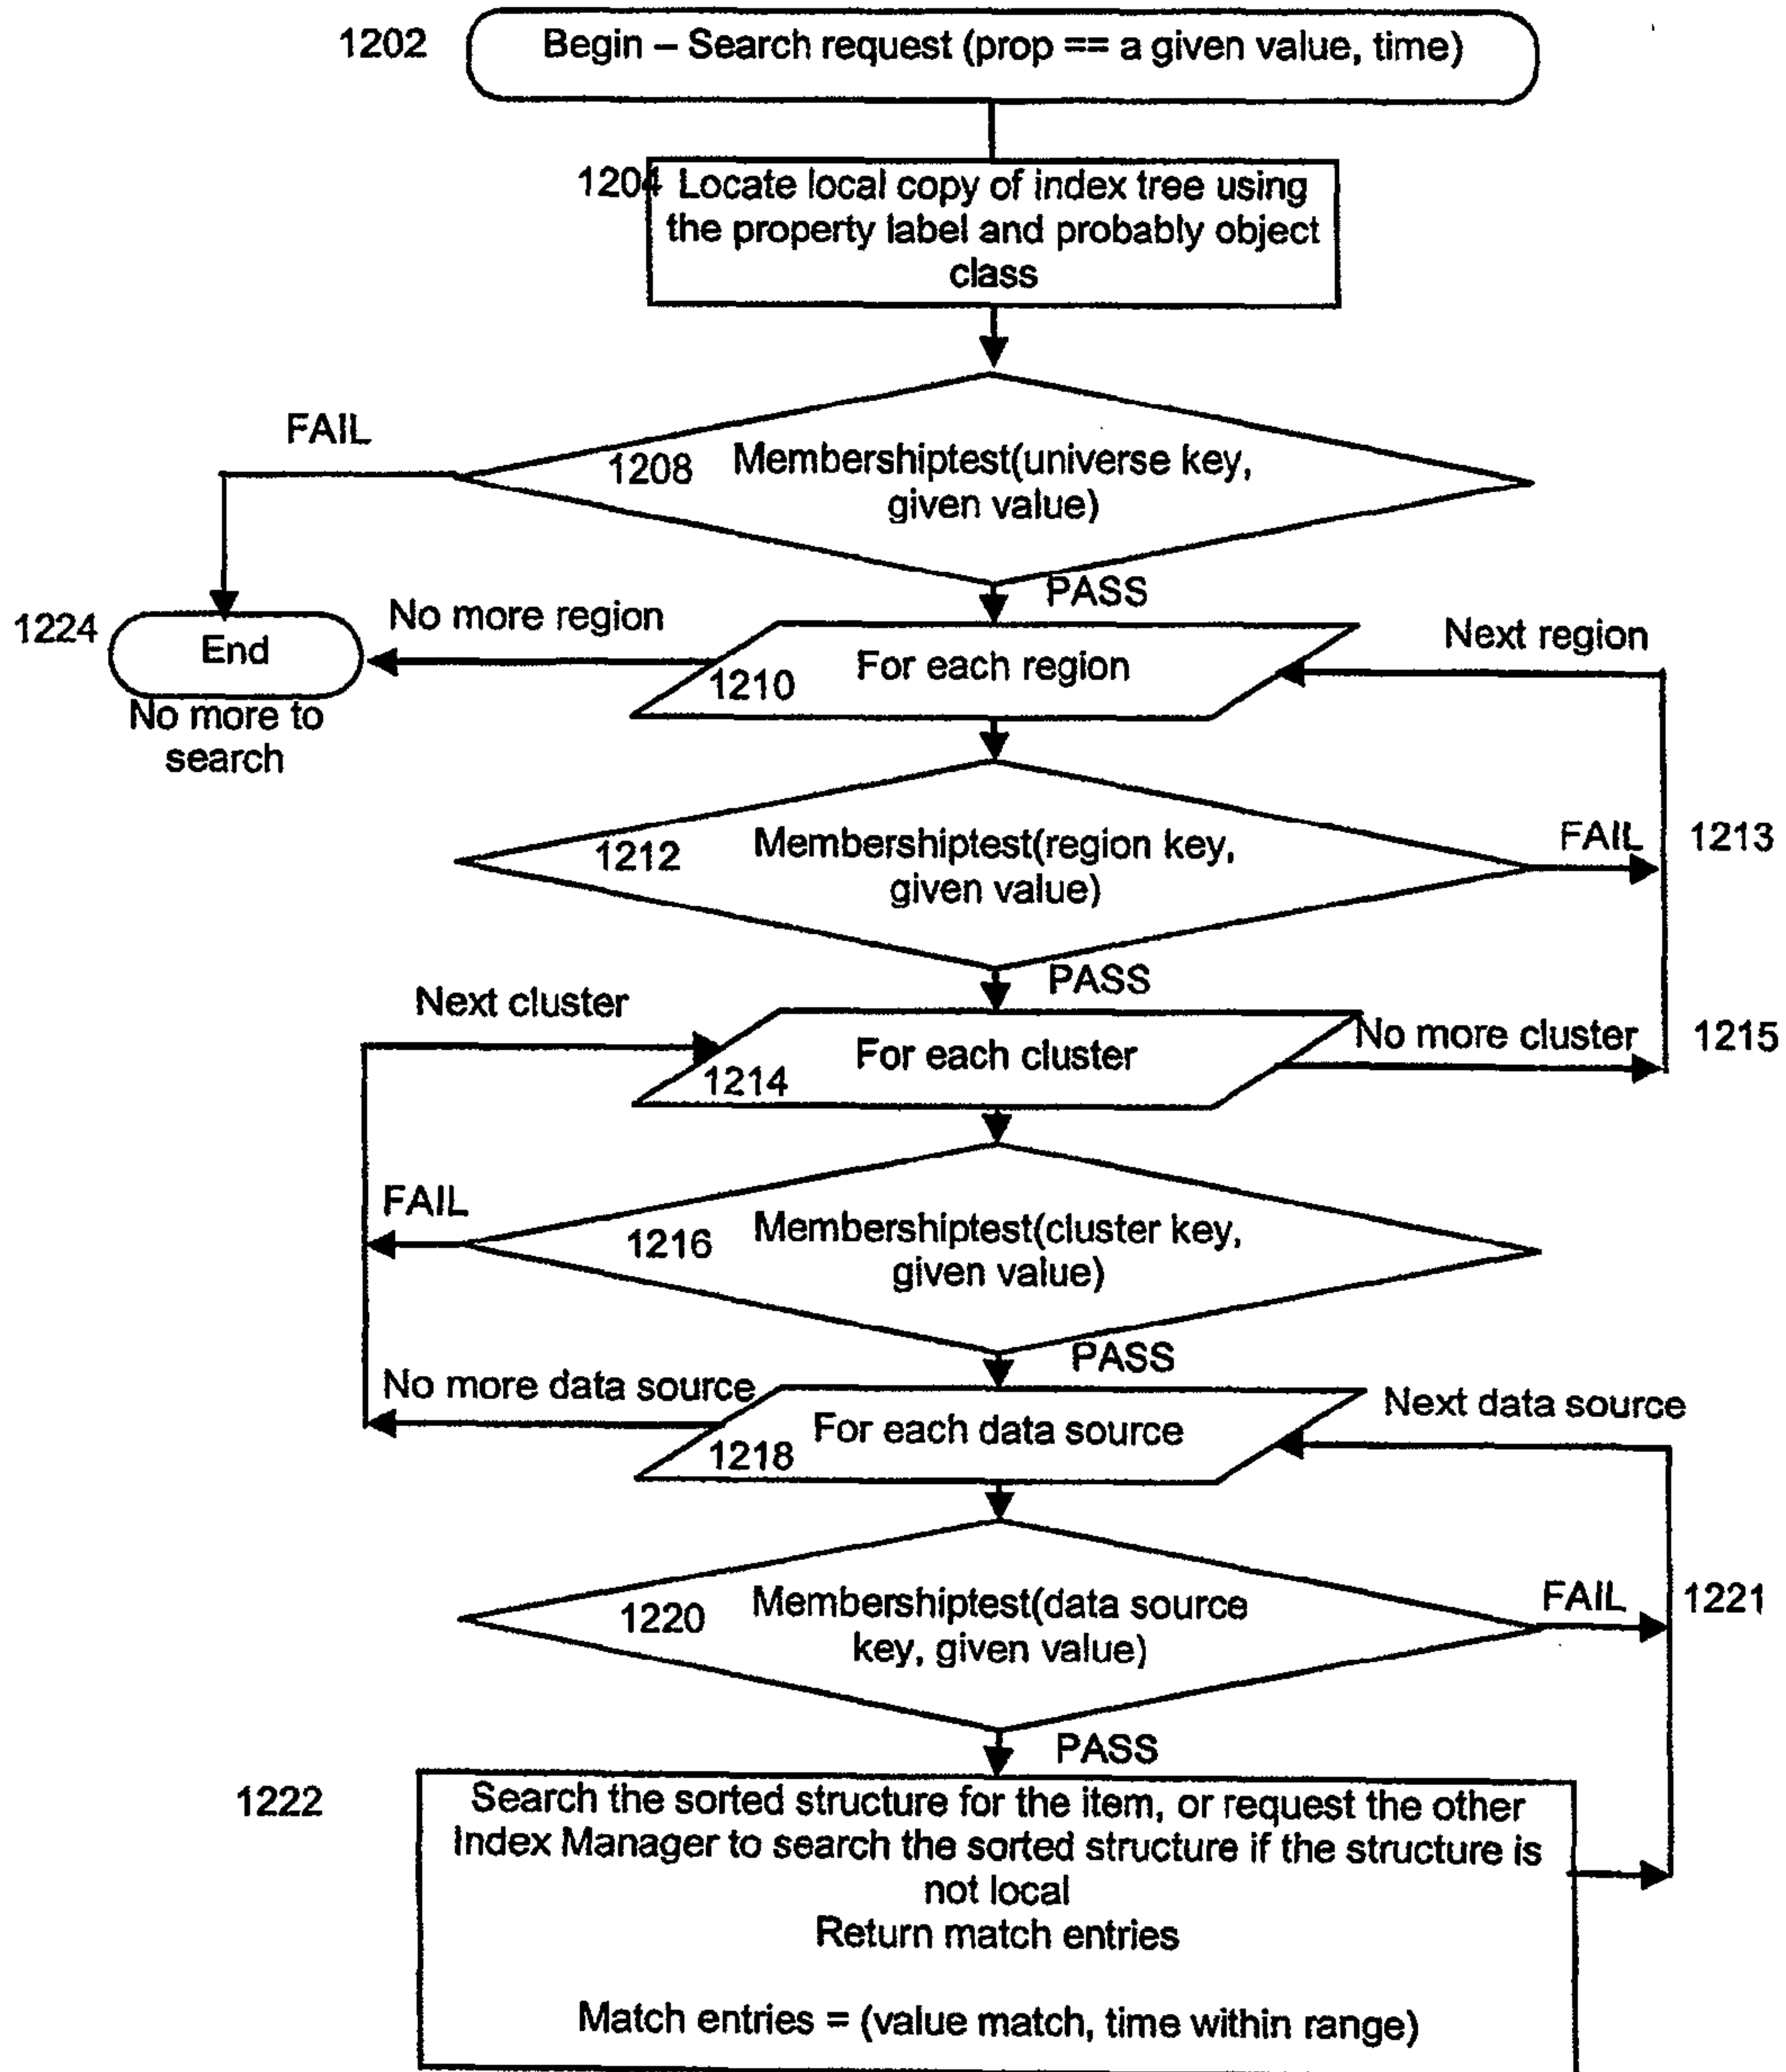 1202
Begin – Search request (prop == a given value, time)
1204 Locate local copy of index tree using
the property label and probably object
class
FAIL
1208 Membershiptest(universe key,
given value)
PASS
1224
End
No more to
search
No more region
For each region
1210
Next region
1212 Membershiptest(region key,
given value)
FAIL
1213
PASS
Next cluster
For each cluster
1214
No more cluster
1215
FAIL
1216 Membershiptest(cluster key,
given value)
PASS
No more data source
For each data source
1218
Next data source
1220 Membershiptest(data source
key, given value)
FAIL
1221
PASS
1222
Search the sorted structure for the item, or request the other
Index Manager to search the sorted structure if the structure is
not local
Return match entries
Match entries = (value match, time within range)